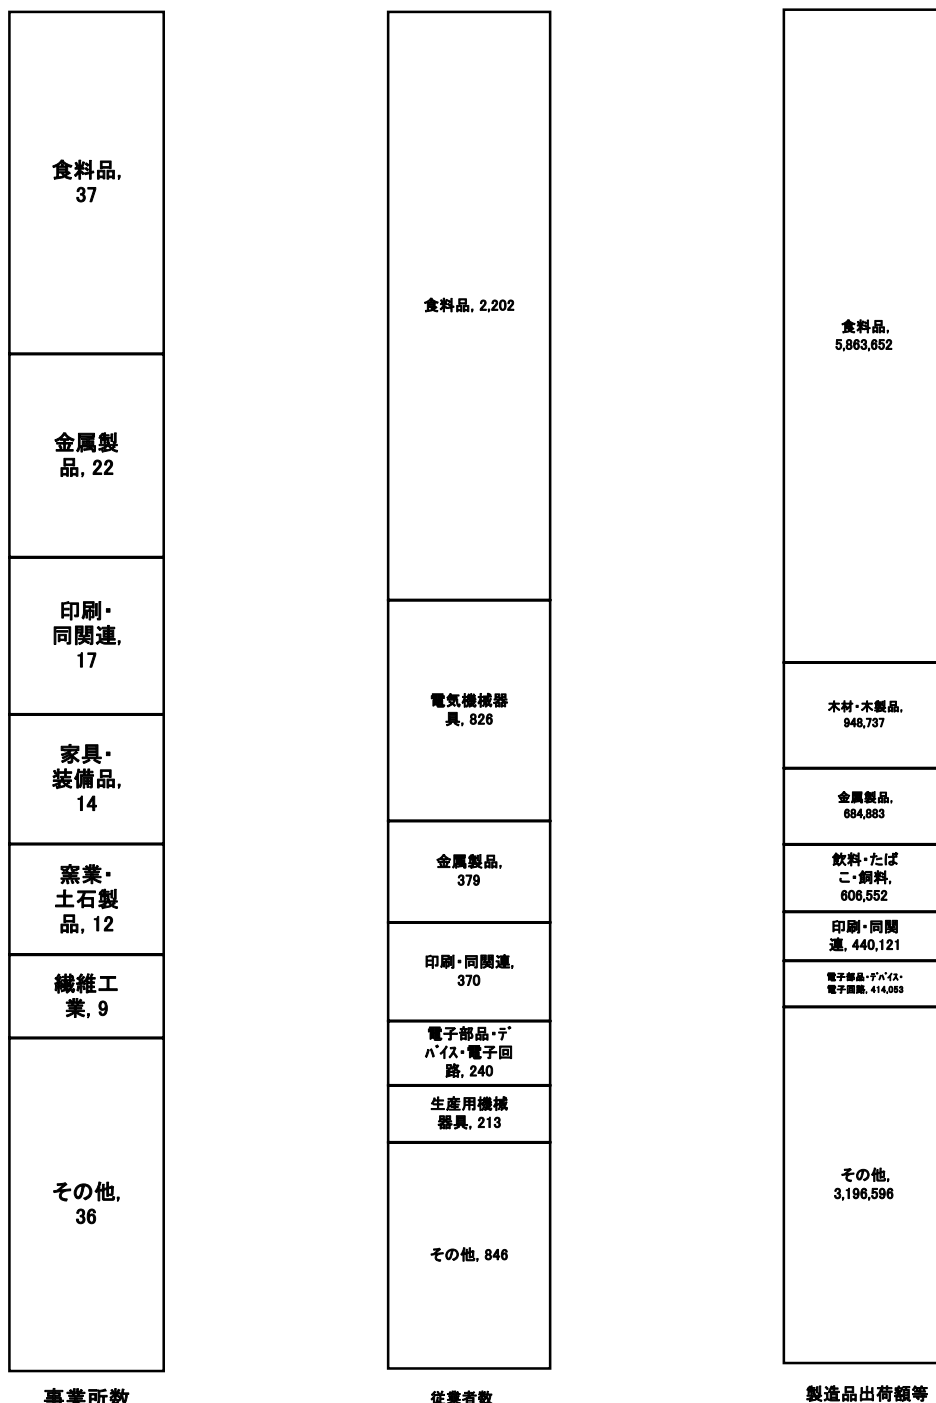 食料品,
37
金属製
品, 22
印刷・
同関連,
17
家具・
装備品,
14
窯業・
土石製
品, 12
繊維工
業, 9
その他,
36
事業所数
食料品, 2,202
電気機械器
具, 826
金属製品,
379
印刷・同関連,
370
電子部品・デ
バイス・電子回
路, 240
生産用機械
器具, 213
その他, 846
従業者数
食料品,
5,863,652
木材・木製品,
948,737
金属製品,
684,883
飲料・たば
こ・飼料,
606,552
印刷・同関
連, 440,121
電子部品・デバイス・
電子回路, 414,053
その他,
3,196,596
製造品出荷額等